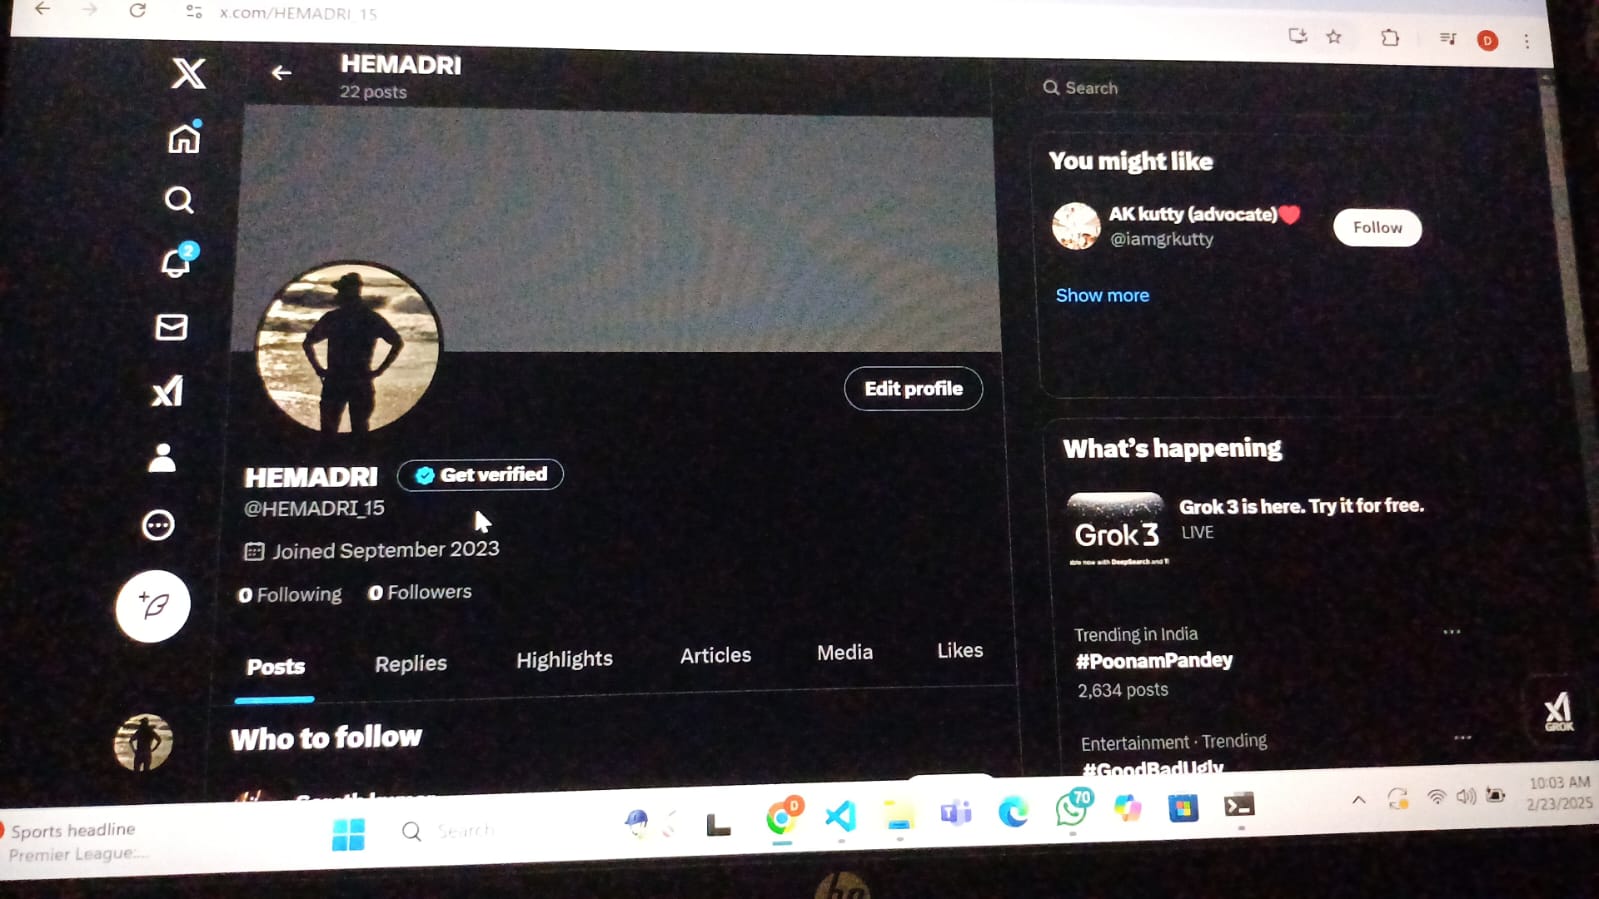 x.com/HEMADRI_15
D
HEMADRI
22 posts
Search
You might like
AK kutty (advocate)❤️
@iamgrkutty
Follow
Show more
2
Edit profile
HEMADRI
Get verified
@HEMADRI_15
Joined September 2023
0 Following 0 Followers
Posts Replies Highlights Articles Media Likes
Who to follow
What's happening
Grok 3
Grok 3 is here. Try it for free.
LIVE
Trending in India
#PoonamPandey
2,634 posts
Entertainment · Trending
#GoodBadUgly
GROK
Sports headline
Premier League:...
Search
D
70
10:03 AM
2/23/2025
hp